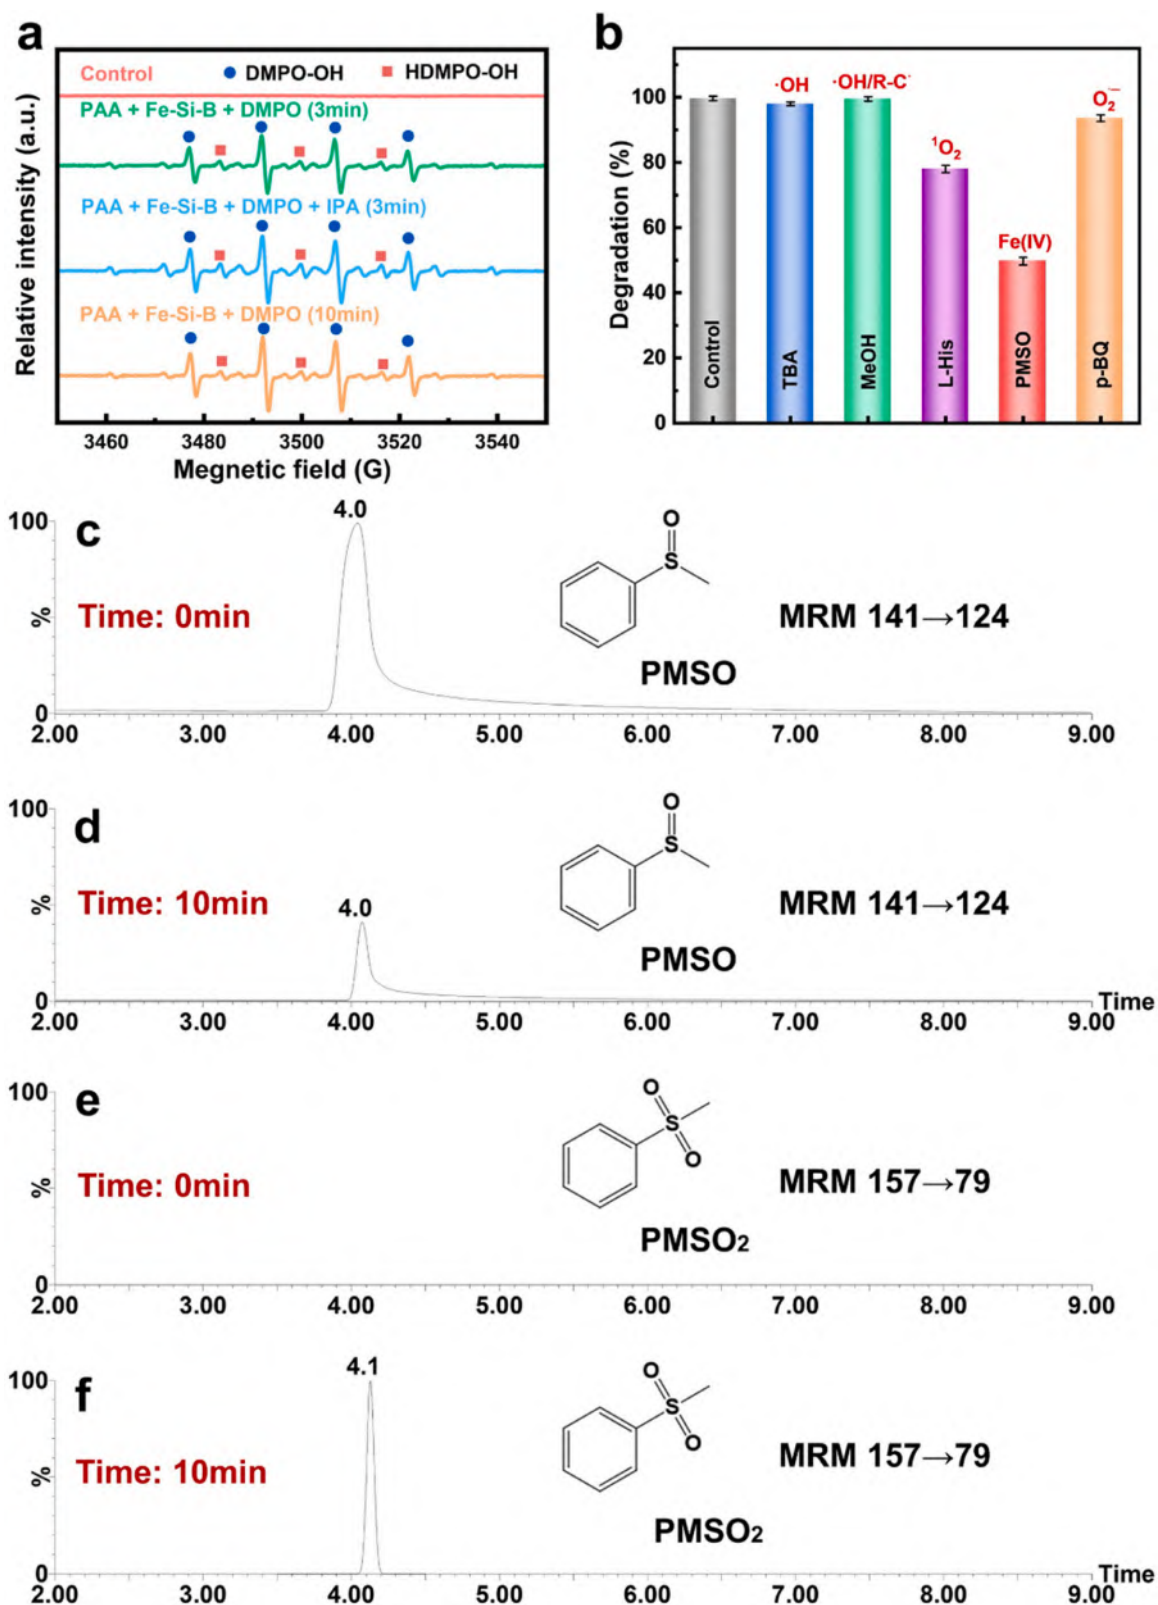 a
Control
DMPO-OH
HDMPO-OH
PAA + Fe-Si-B + DMPO (3min)
PAA + Fe-Si-B + DMPO + IPA (3min)
PAA + Fe-Si-B + DMPO (10min)
Relative intensity (a.u.)
3460 3480 3500 3520 3540
Megnetic field (G)
b
Degradation (%)
100
80
60
40
20
0
·OH
·OH/R-C·
¹O₂
Fe(IV)
O₂·⁻
Control
TBA
MeOH
L-His
PMSO
p-BQ
c
100
%
0
4.0
Time: 0min
O
S
MRM 141→124
PMSO
2.00 3.00 4.00 5.00 6.00 7.00 8.00 9.00
d
100
%
0
4.0
Time: 10min
O
S
MRM 141→124
PMSO
Time
2.00 3.00 4.00 5.00 6.00 7.00 8.00 9.00
e
100
%
0
Time: 0min
O
S
O
MRM 157→79
PMSO₂
2.00 3.00 4.00 5.00 6.00 7.00 8.00 9.00
f
100
%
0
4.1
Time: 10min
O
S
O
MRM 157→79
PMSO₂
Time
2.00 3.00 4.00 5.00 6.00 7.00 8.00 9.00